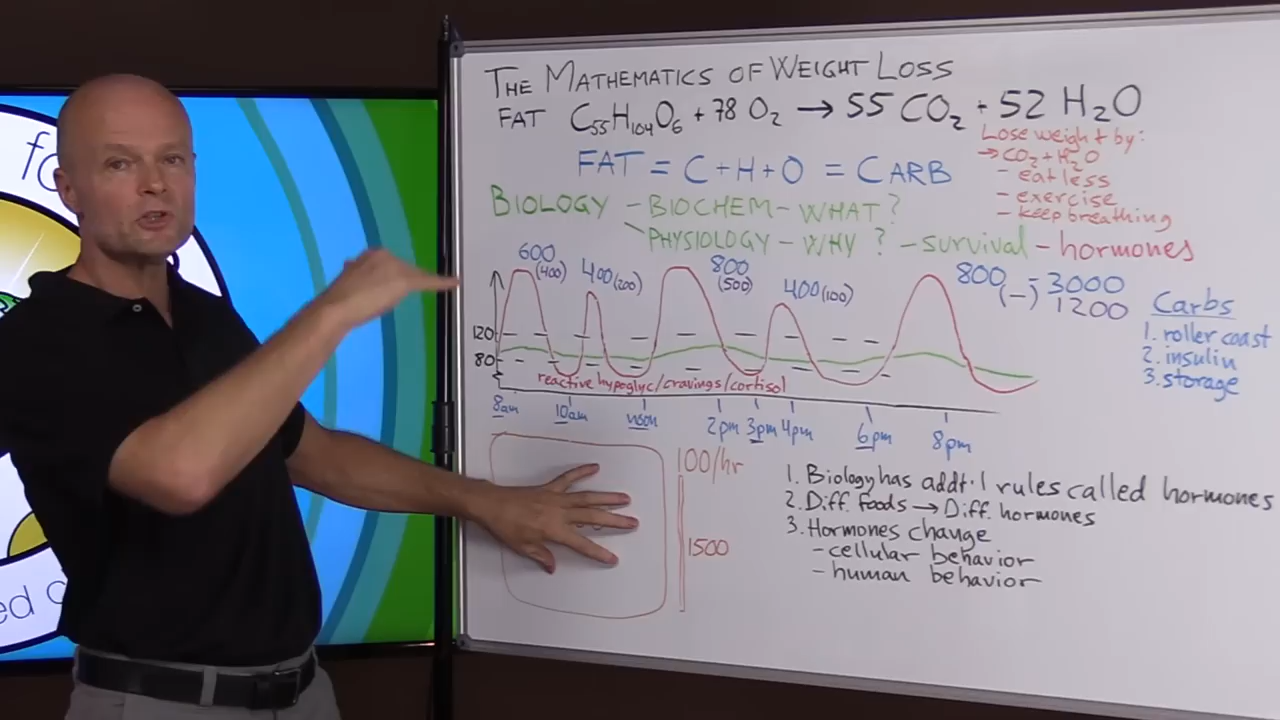 THE MATHEMATICS OF WEIGHT LOSS
FAT C₅₅H₁₀₄O₆ + 78 O₂ → 55 CO₂ + 52 H₂O
Lose weight by:
→ CO₂ + H₂O
- eat less
- exercise
- keep breathing
FAT = C + H + O = CARB
BIOLOGY - BIOCHEM - WHAT?
PHYSIOLOGY - WHY? - survival - hormones
600 (400)
400 (200)
800 (500)
400 (100)
800 (-)
- 3000
1200
Carbs
1. roller coast
2. insulin
3. storage
120
80
reactive hypoglyc/cravings/cortisol
8am 10am noon 2pm 3pm 4pm 6pm 8pm
100/hr
1500
1. Biology has addt'l rules called hormones
2. Diff. foods → Diff. hormones
3. Hormones change
- cellular behavior
- human behavior
fo
ed